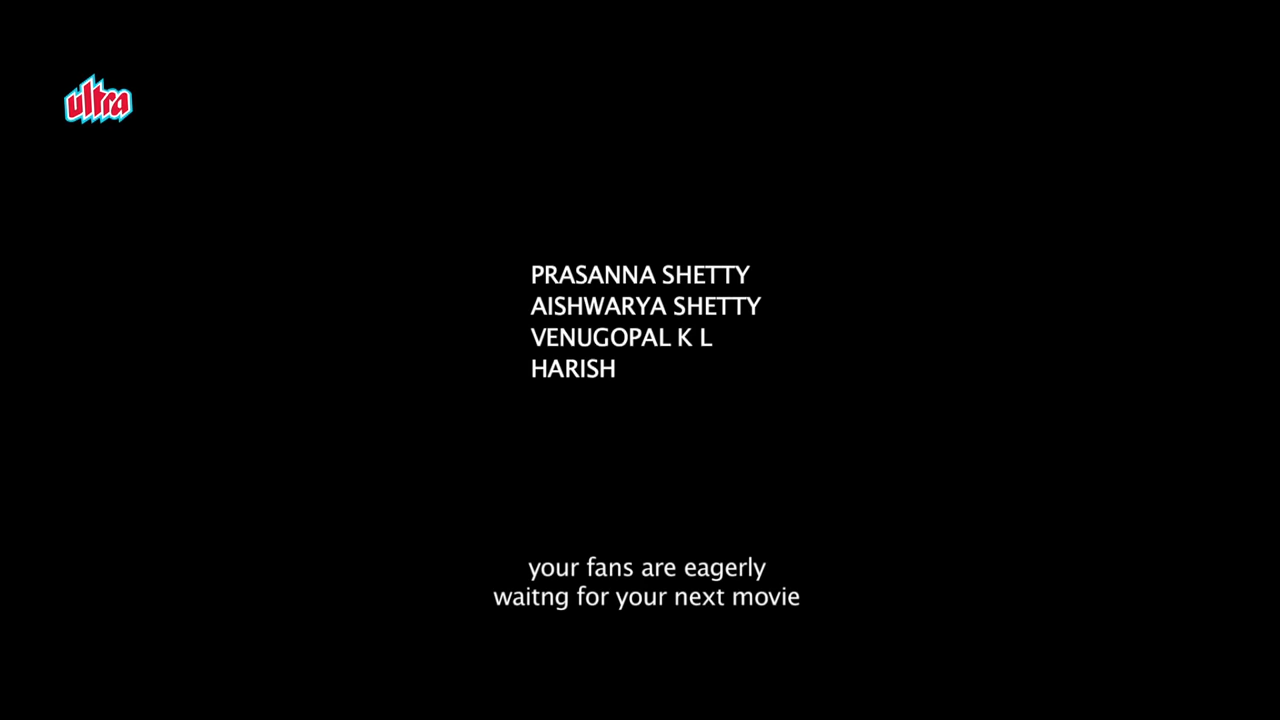 ultra
PRASANNA SHETTY
AISHWARYA SHETTY
VENUGOPAL K L
HARISH
your fans are eagerly
waitng for your next movie